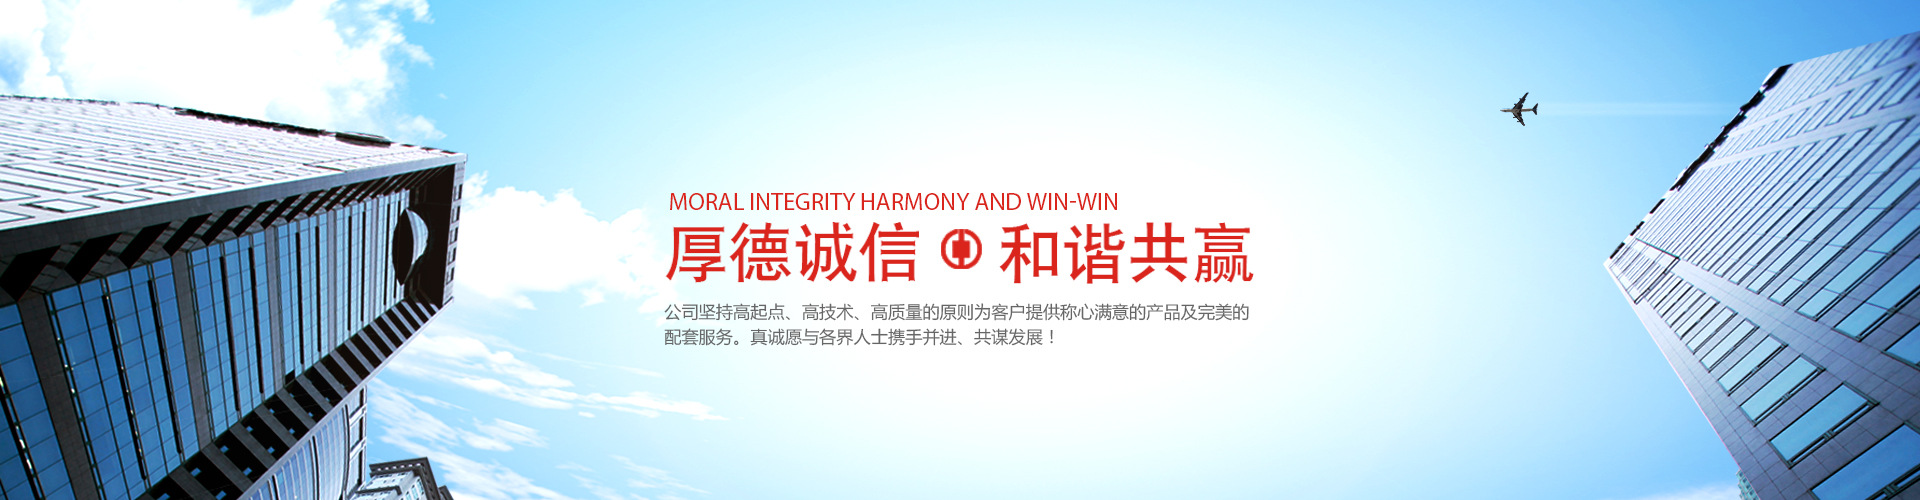 MORAL INTEGRITY HARMONY AND WIN-WIN
厚德诚信 和谐共赢
公司坚持高起点、高技术、高质量的原则为客户提供称心满意的产品及完美的
配套服务。真诚愿与各界人士携手并进、共谋发展！